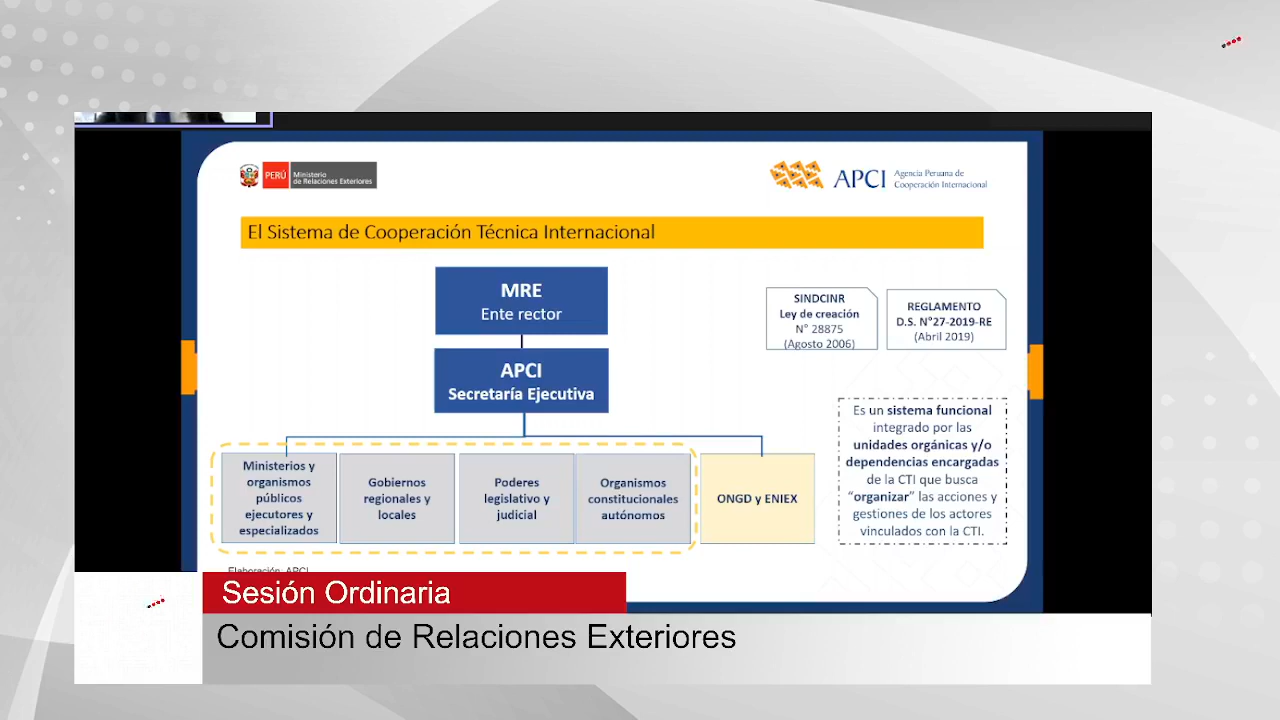 PERÚ
Ministerio
de Relaciones Exteriores
APCI
Agencia Peruana de
Cooperación Internacional
El Sistema de Cooperación Técnica Internacional
MRE
Ente rector
SINDCINR
Ley de creación
N° 28875
(Agosto 2006)
REGLAMENTO
D.S. N°27-2019-RE
(Abril 2019)
APCI
Secretaría Ejecutiva
Es un sistema funcional
integrado por las
unidades orgánicas y/o
dependencias encargadas
de la CTI que busca
“organizar” las acciones y
gestiones de los actores
vinculados con la CTI.
Ministerios y
organismos
públicos
ejecutores y
especializados
Gobiernos
regionales y
locales
Poderes
legislativo y
judicial
Organismos
constitucionales
autónomos
ONGD y ENIEX
Elaboración: APCI
Sesión Ordinaria
Comisión de Relaciones Exteriores